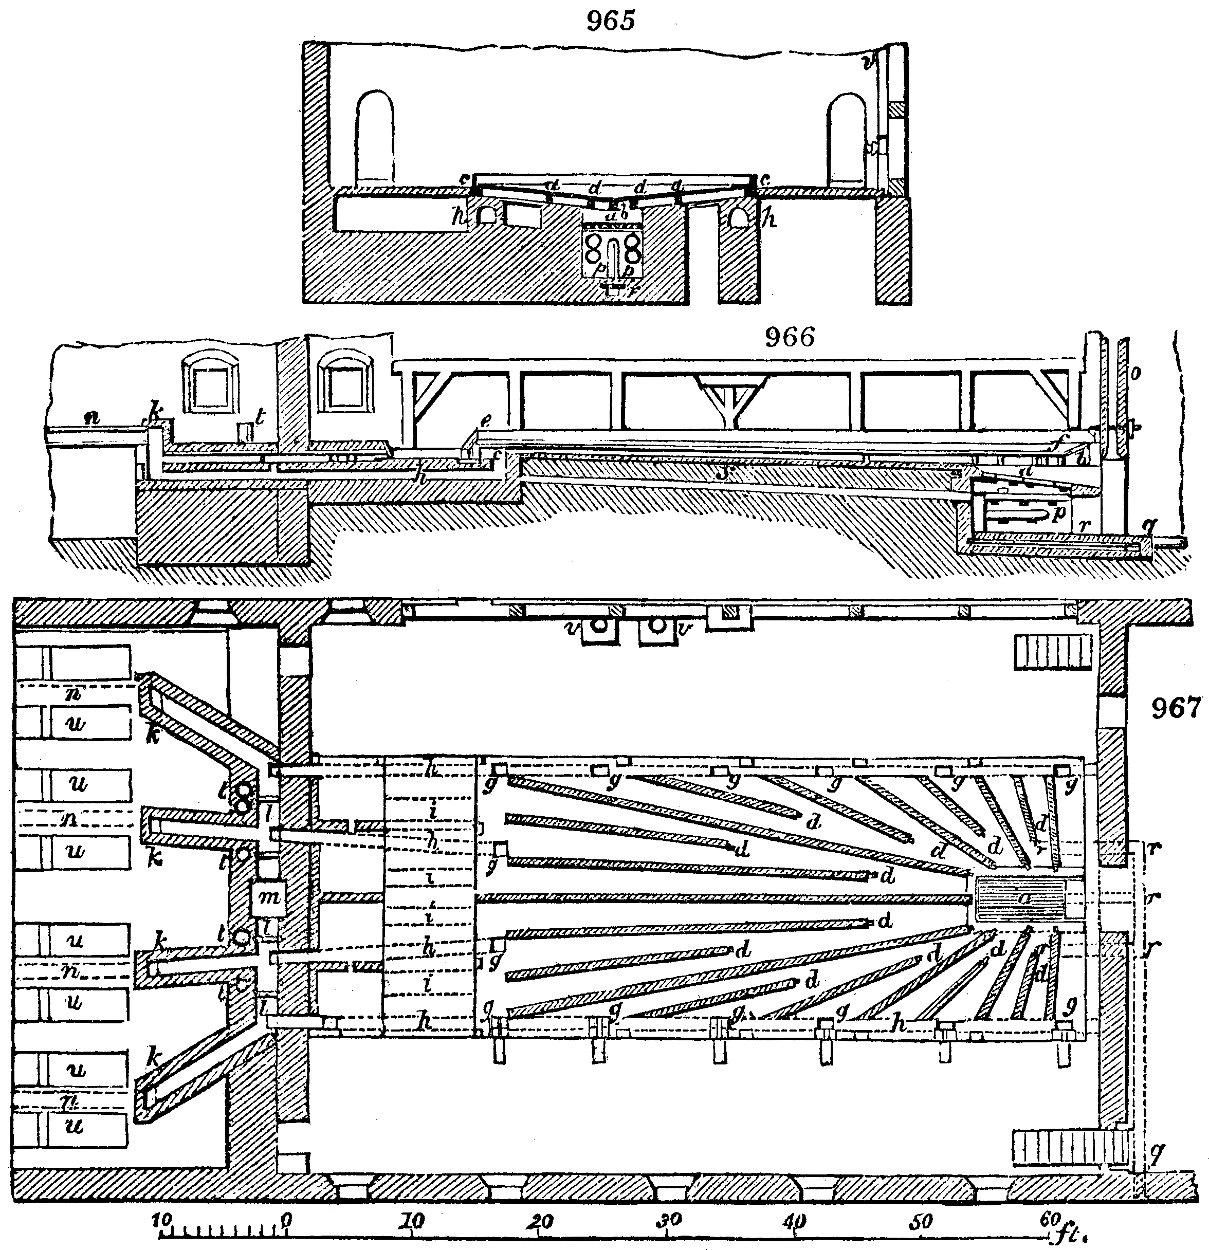 965
v
c d d d d c
h a b h
p p
r
966
n k t e f b o
i f S d
p r q
v v
967
n k
u
u h g g g g g g
n t l i d d d
k h d r r
u t g d
i d
m a r
u l i d
k t h d d d r
n g d d
u t i d
l h g g g g h g
k
u
n
u q
10 0 10 20 30 40 50 60 ft.